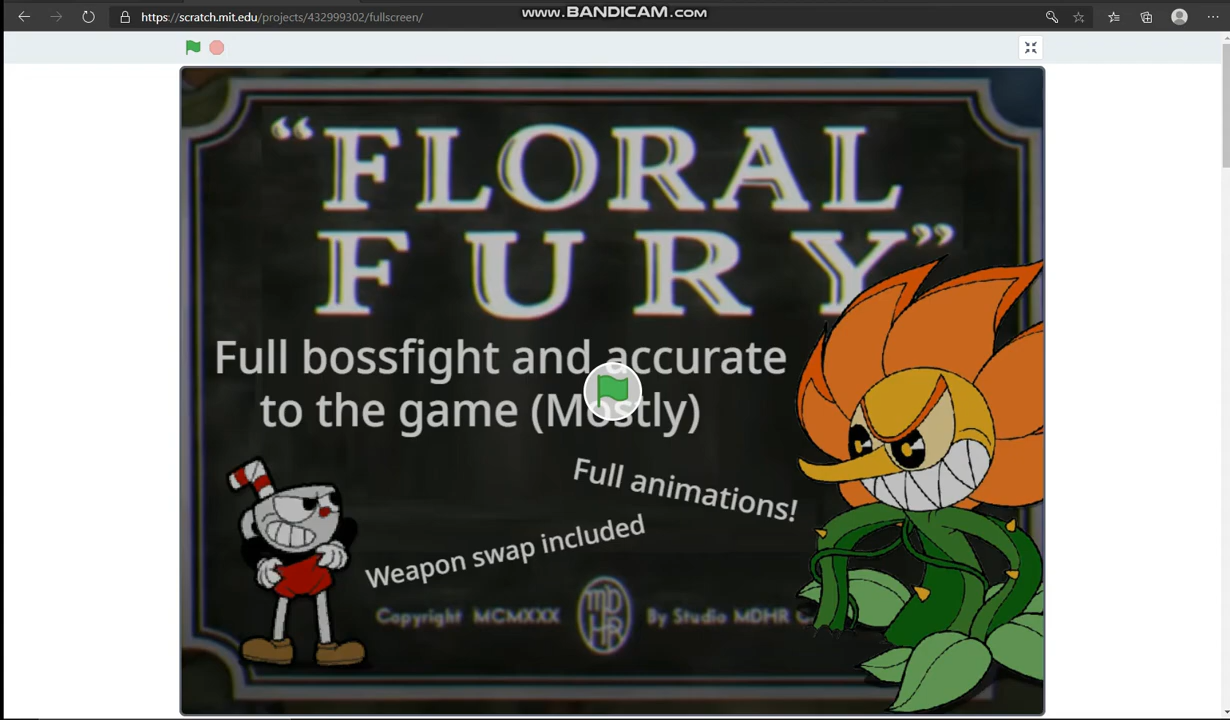 www.BANDICAM.com
https://scratch.mit.edu/projects/432999302/fullscreen/
“FLORAL
FURY”
Full bossfight and accurate
to the game (Mostly)
Full animations!
Weapon swap included
Copyright MCMXXX
MDHR
By Studio MDHR